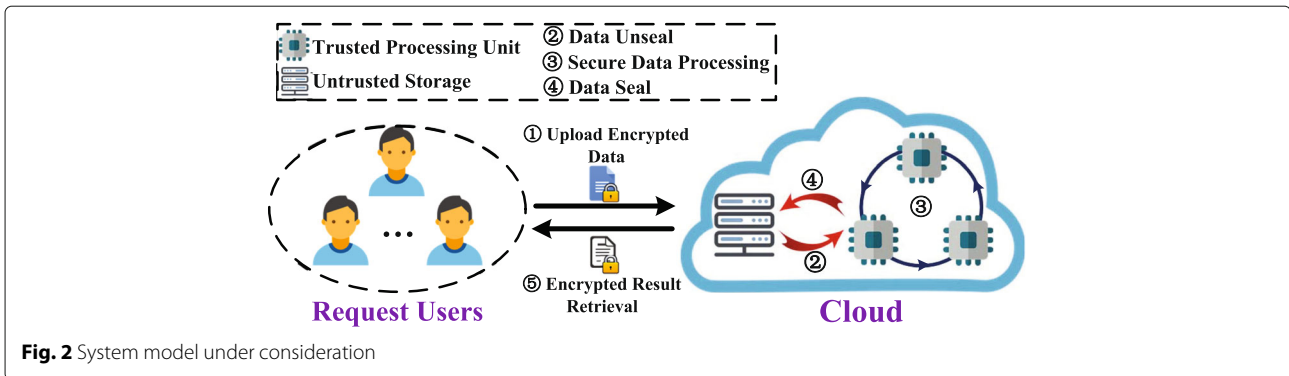 Trusted Processing Unit
Untrusted Storage
② Data Unseal
③ Secure Data Processing
④ Data Seal
① Upload Encrypted
Data
④
③
②
...
⑤ Encrypted Result
Retrieval
Request Users
Cloud
Fig. 2 System model under consideration